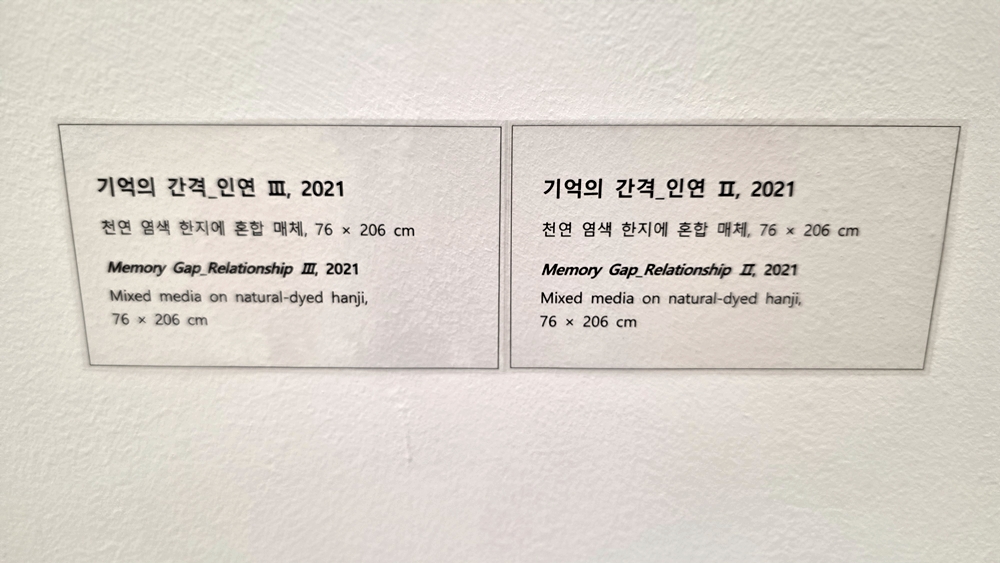 기억의 간격_인연 Ⅲ, 2021
천연 염색 한지에 혼합 매체, 76 × 206 cm
Memory Gap_Relationship Ⅲ, 2021
Mixed media on natural-dyed hanji,
76 × 206 cm
기억의 간격_인연 Ⅱ, 2021
천연 염색 한지에 혼합 매체, 76 × 206 cm
Memory Gap_Relationship Ⅱ, 2021
Mixed media on natural-dyed hanji,
76 × 206 cm